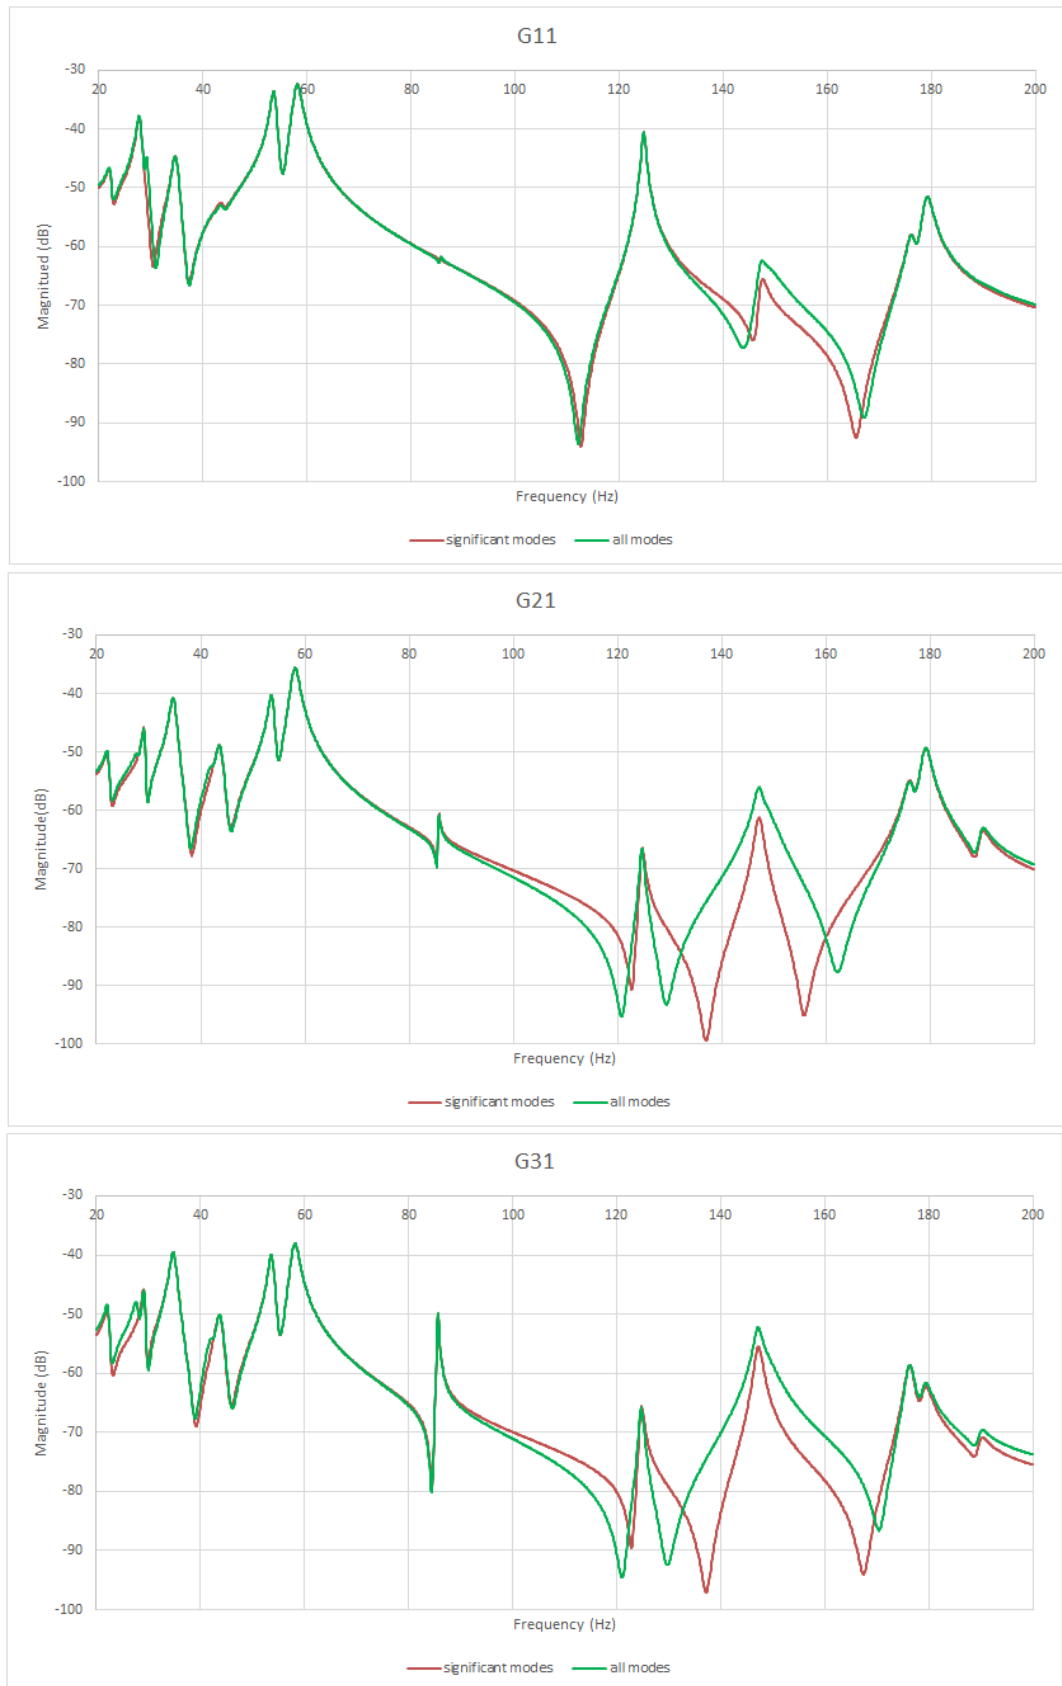 G11
-30
20 40 60 80 100 120 140 160 180 200
-40
-50
-60
-70
-80
-90
-100
Magnitued (dB)
Frequency (Hz)
significant modes all modes
G21
-30
20 40 60 80 100 120 140 160 180 200
-40
-50
-60
-70
-80
-90
-100
Magnitude(dB)
Frequency (Hz)
significant modes all modes
G31
-30
20 40 60 80 100 120 140 160 180 200
-40
-50
-60
-70
-80
-90
-100
Magnitude (dB)
Frequency (Hz)
significant modes all modes